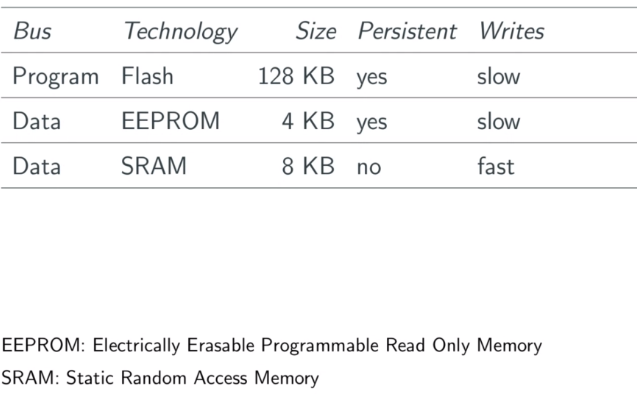 Bus Technology Size Persistent Writes
Program Flash 128 KB yes slow
Data EEPROM 4 KB yes slow
Data SRAM 8 KB no fast
EEPROM: Electrically Erasable Programmable Read Only Memory
SRAM: Static Random Access Memory